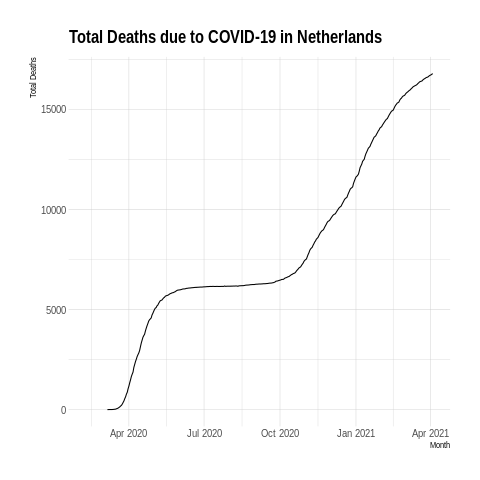 Total Deaths due to COVID-19 in Netherlands
Total Deaths
15000
10000
5000
0
Apr 2020 Jul 2020 Oct 2020 Jan 2021 Apr 2021
Month